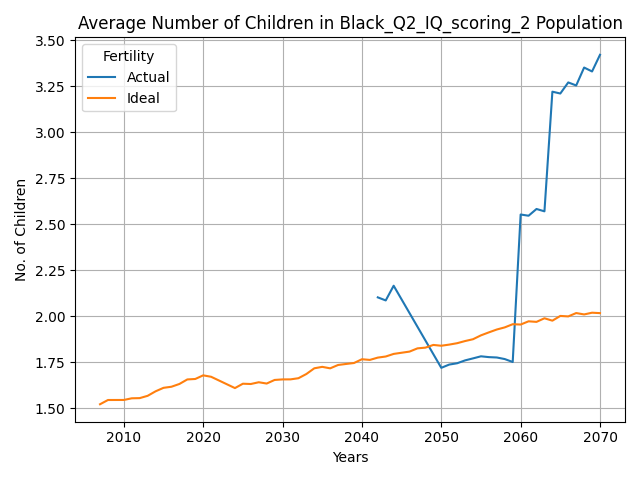 Average Number of Children in Black_Q2_IQ_scoring_2 Population
3.50
3.25
3.00
2.75
2.50
2.25
2.00
1.75
1.50
No. of Children
Fertility
Actual
Ideal
2010 2020 2030 2040 2050 2060 2070
Years